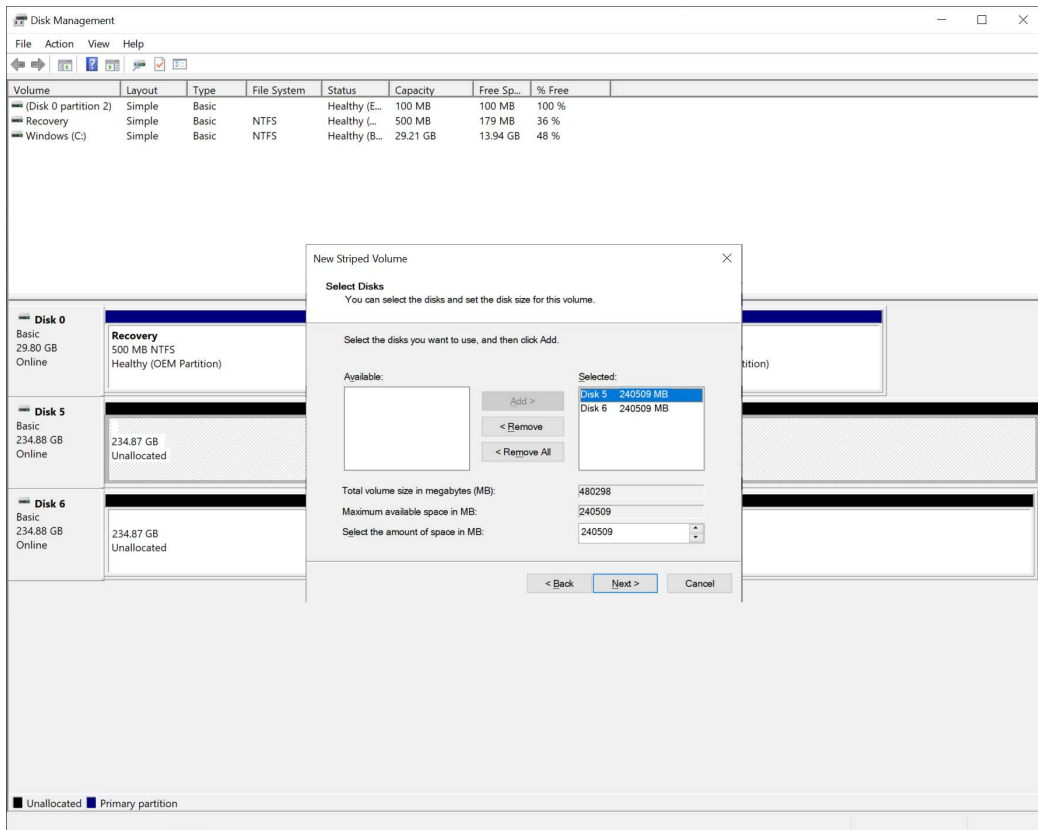 Disk Management
File Action View Help
Volume Layout Type File System Status Capacity Free Sp... % Free
(Disk 0 partition 2) Simple Basic Healthy (E... 100 MB 100 MB 100 %
Recovery Simple Basic NTFS Healthy (... 500 MB 179 MB 36 %
Windows (C:) Simple Basic NTFS Healthy (B... 29.21 GB 13.94 GB 48 %
New Striped Volume
Select Disks
You can select the disks and set the disk size for this volume.
Select the disks you want to use, and then click Add.
Available:
Selected:
Add >
< Remove
< Remove All
Disk 5 240509 MB
Disk 6 240509 MB
Total volume size in megabytes (MB): 480298
Maximum available space in MB: 240509
Select the amount of space in MB: 240509
< Back Next > Cancel
Disk 0
Basic
29.80 GB
Online
Recovery
500 MB NTFS
Healthy (OEM Partition)
tition)
Disk 5
Basic
234.88 GB
Online
234.87 GB
Unallocated
Disk 6
Basic
234.88 GB
Online
234.87 GB
Unallocated
Unallocated Primary partition